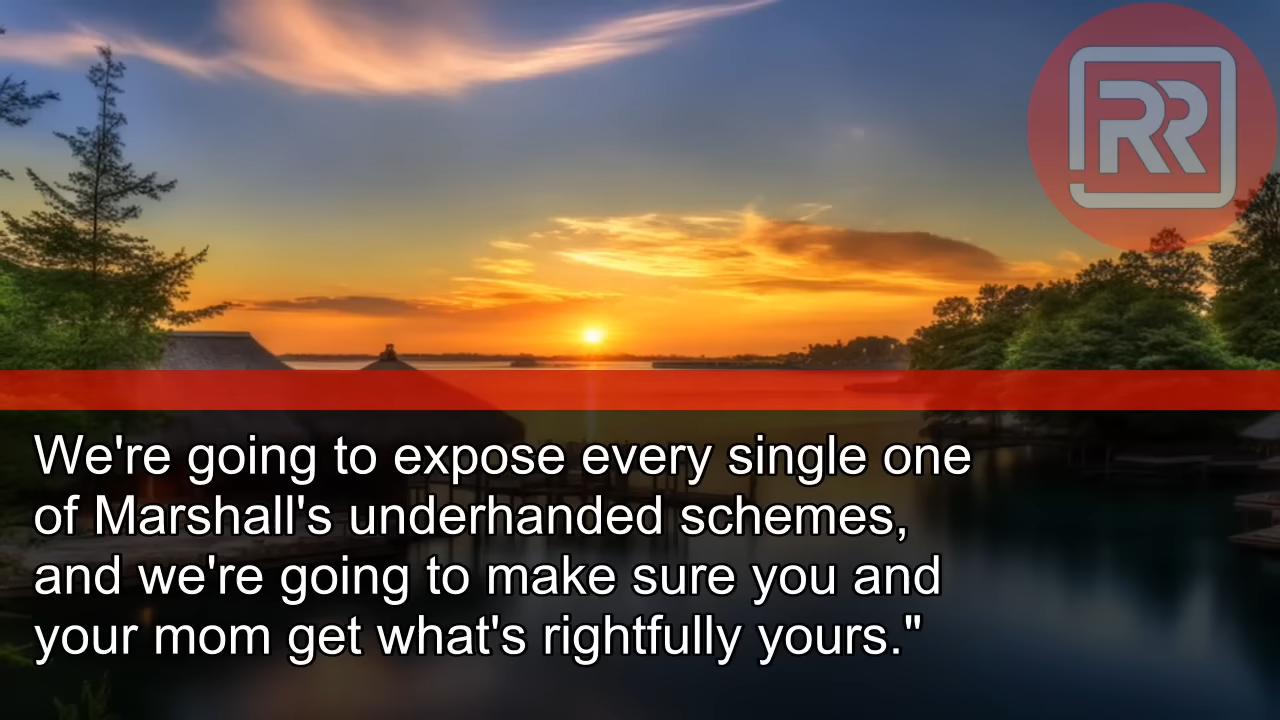 RR
We're going to expose every single one
of Marshall's underhanded schemes,
and we're going to make sure you and
your mom get what's rightfully yours."